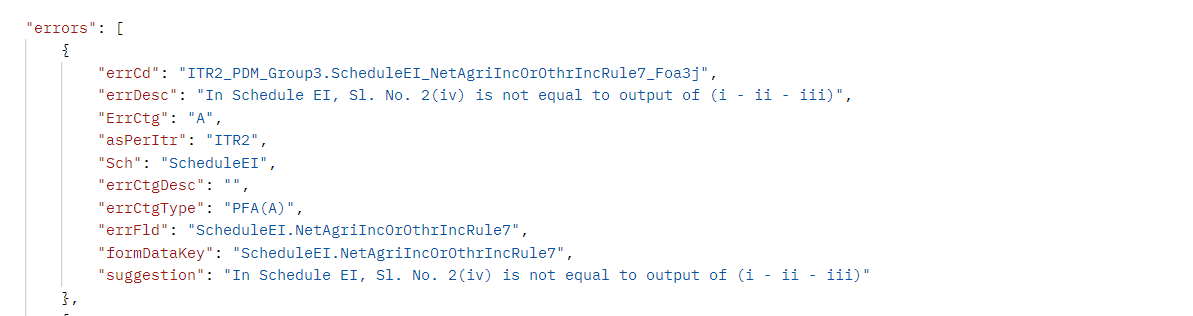 "errors": [
{
"errCd": "ITR2_PDM_Group3.ScheduleEI_NetAgriIncOrOthrIncRule7_Foa3j",
"errDesc": "In Schedule EI, Sl. No. 2(iv) is not equal to output of (i - ii - iii)",
"ErrCtg": "A",
"asPerItr": "ITR2",
"Sch": "ScheduleEI",
"errCtgDesc": "",
"errCtgType": "PFA(A)",
"errFld": "ScheduleEI.NetAgriIncOrOthrIncRule7",
"formDataKey": "ScheduleEI.NetAgriIncOrOthrIncRule7",
"suggestion": "In Schedule EI, Sl. No. 2(iv) is not equal to output of (i - ii - iii)"
},